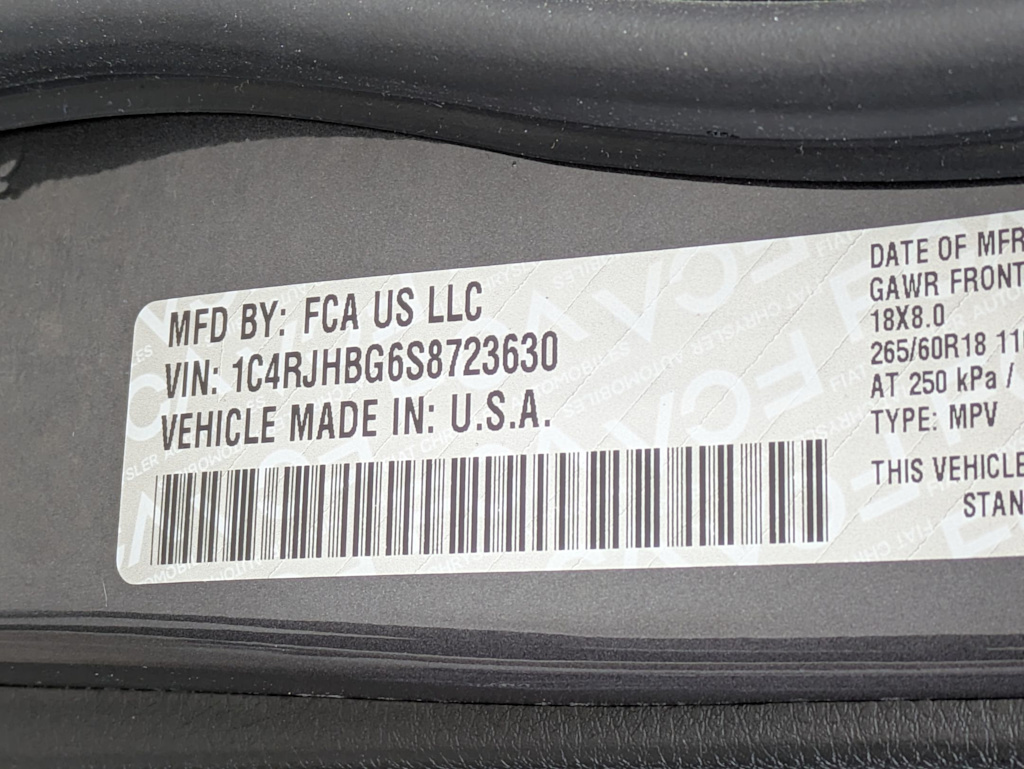 MFD BY: FCA US LLC
VIN: 1C4RJHBG6S8723630
VEHICLE MADE IN: U.S.A.
DATE OF MFR
GAWR FRONT
18X8.0
265/60R18
AT 250 kPa /
TYPE: MPV
THIS VEHICLE